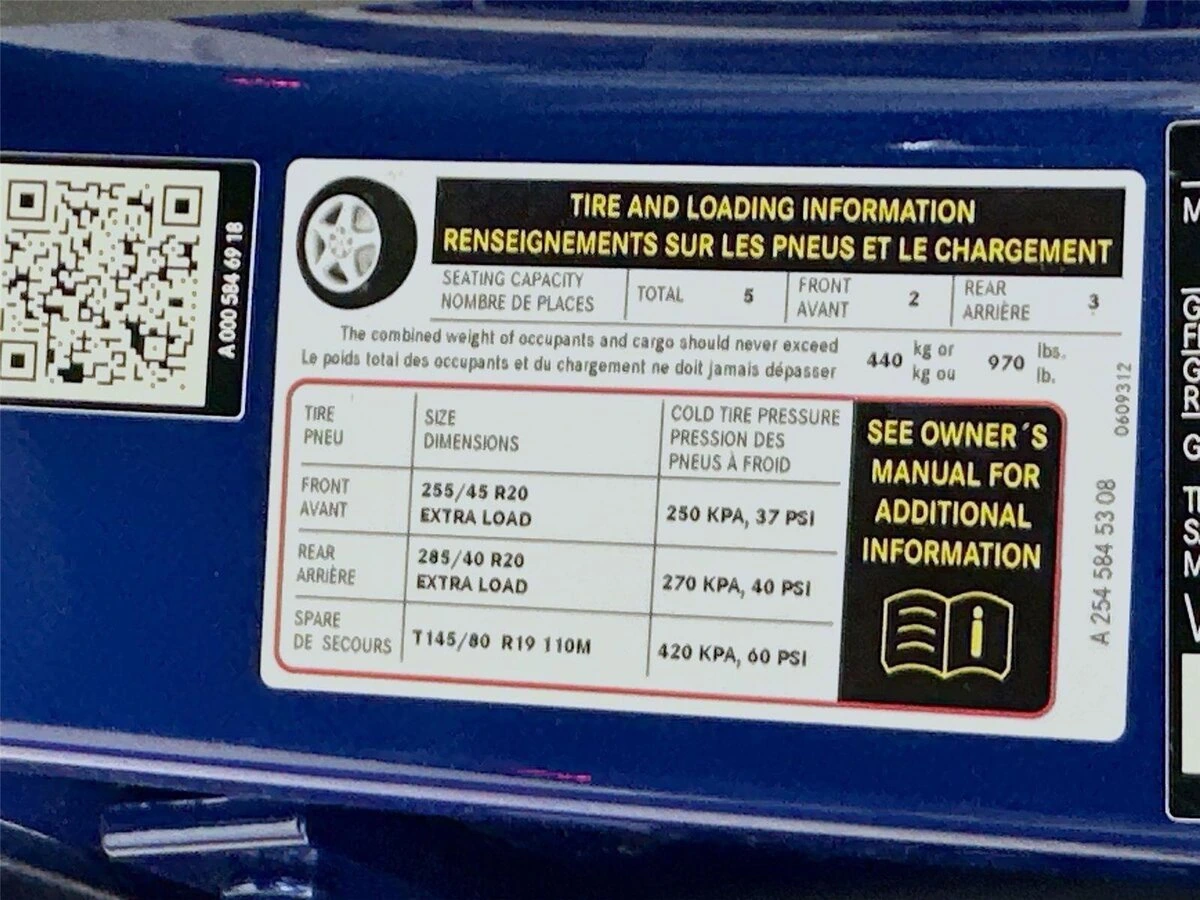 A 000 584 69 18
TIRE AND LOADING INFORMATION
RENSEIGNEMENTS SUR LES PNEUS ET LE CHARGEMENT
SEATING CAPACITY
NOMBRE DE PLACES
TOTAL 5
FRONT
AVANT
2
REAR
ARRIÈRE
3
The combined weight of occupants and cargo should never exceed
Le poids total des occupants et du chargement ne doit jamais dépasser
440 kg or
kg ou
970 lbs.
lb.
TIRE
PNEU
SIZE
DIMENSIONS
COLD TIRE PRESSURE
PRESSION DES
PNEUS À FROID
FRONT
AVANT
255/45 R20
EXTRA LOAD
250 KPA, 37 PSI
REAR
ARRIÈRE
285/40 R20
EXTRA LOAD
270 KPA, 40 PSI
SPARE
DE SECOURS
T145/80 R19 110M
420 KPA, 60 PSI
SEE OWNER´S
MANUAL FOR
ADDITIONAL
INFORMATION
i
0609312
A 254 584 53 08